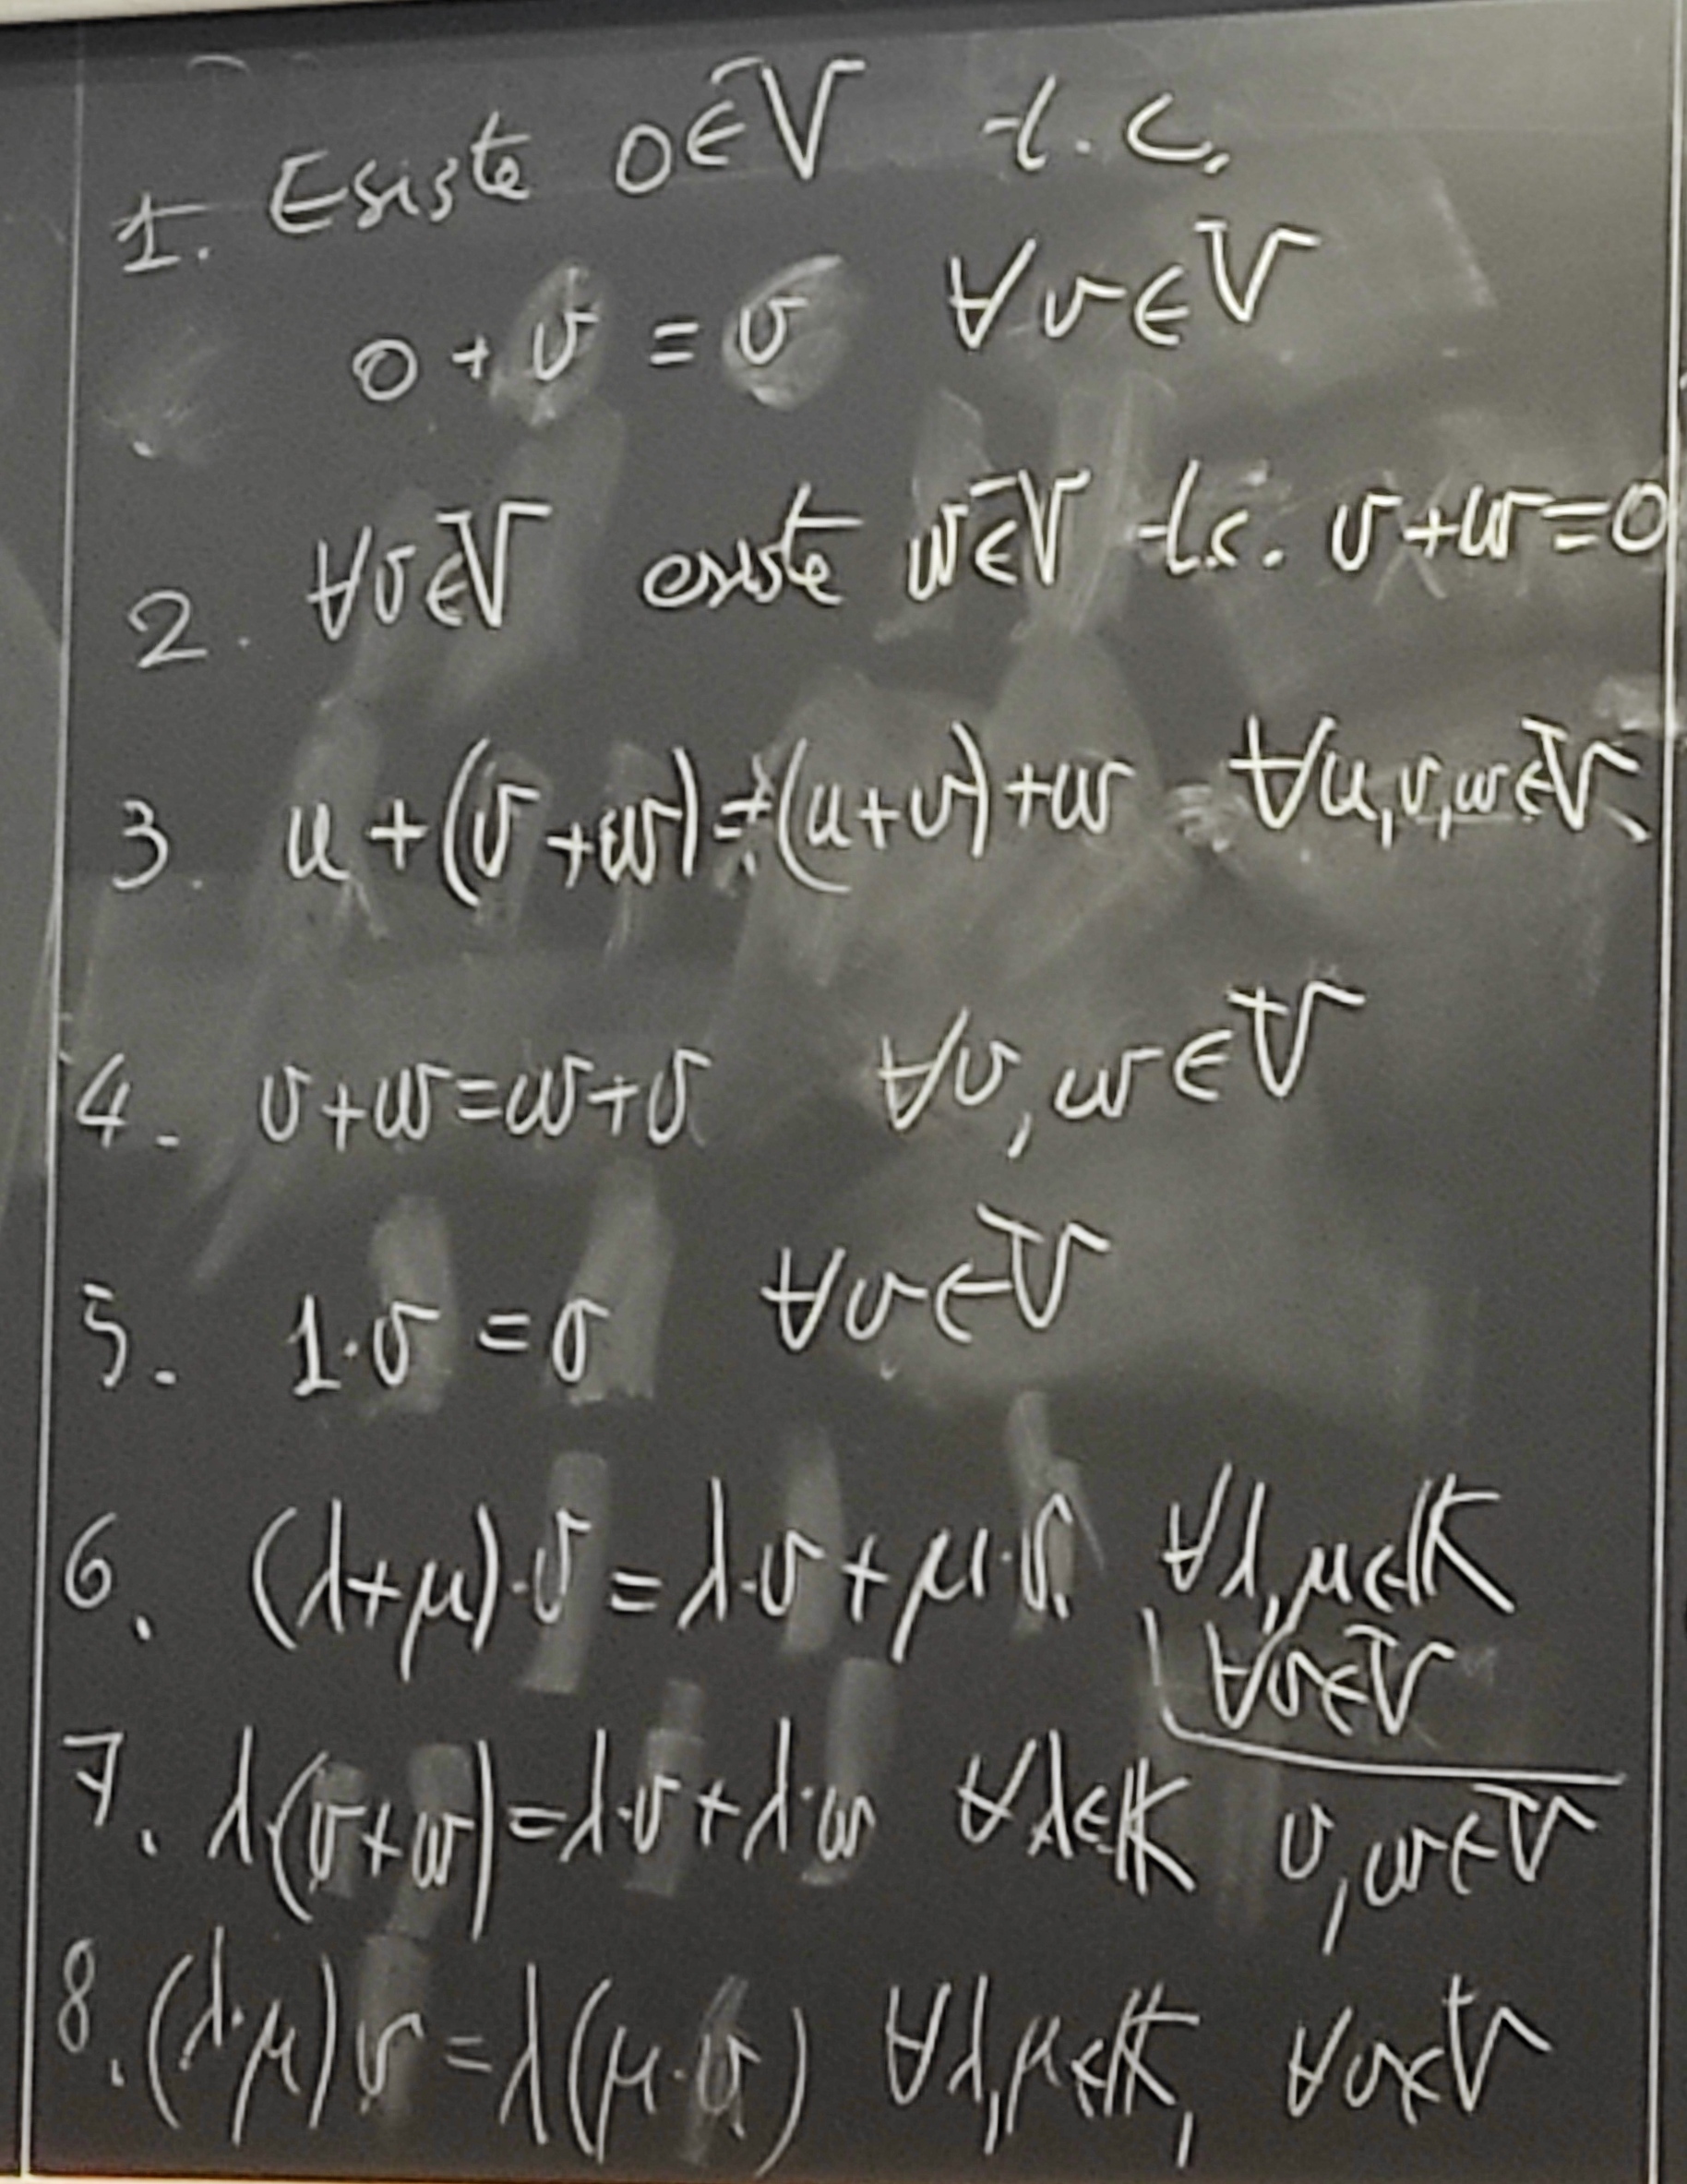 1. Esiste 0∈V t.c.
0 + v = v ∀v∈V
2. ∀v∈V esiste w∈V t.c. v+w=0
3. u+(v+w)=(u+v)+w ∀u,v,w∈V
4. v+w=w+v ∀v,w∈V
5. 1·v = v ∀v∈V
6. (λ+μ)·v = λ·v + μ·v ∀λ,μ∈K
∀v∈V
7. λ·(v+w)=λ·v+λ·w ∀λ∈K v,w∈V
8. (λ·μ)v = λ(μ·v) ∀λ,μ∈K, ∀v∈V